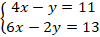 4x − y = 11
6x − 2y = 13